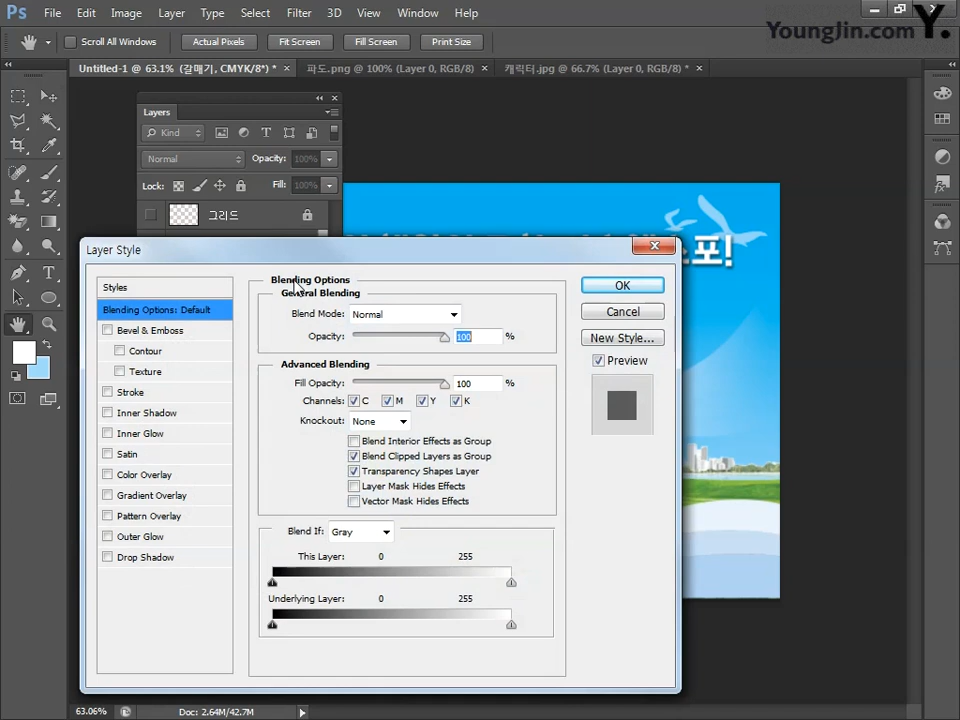 Ps File Edit Image Layer Type Select Filter 3D View Window Help
YoungJin.com Y.
Scroll All Windows Actual Pixels Fit Screen Fill Screen Print Size
Untitled-1 @ 63.1% (갈매기, CMYK/8*) * × 파도.png @ 100% (Layer 0, RGB/8) × 캐릭터.jpg @ 66.7% (Layer 0, RGB/8) * ×
Layers
Kind
Normal Opacity: 100%
Lock: Fill: 100%
그리드
포!
Layer Style
Styles
Blending Options: Default
Bevel & Emboss
Contour
Texture
Stroke
Inner Shadow
Inner Glow
Satin
Color Overlay
Gradient Overlay
Pattern Overlay
Outer Glow
Drop Shadow
Blending Options
General Blending
Blend Mode: Normal
Opacity: 100 %
Advanced Blending
Fill Opacity: 100 %
Channels: C M Y K
Knockout: None
Blend Interior Effects as Group
Blend Clipped Layers as Group
Transparency Shapes Layer
Layer Mask Hides Effects
Vector Mask Hides Effects
Blend If: Gray
This Layer: 0 255
Underlying Layer: 0 255
OK
Cancel
New Style...
Preview
63.06% Doc: 2.64M/42.7M